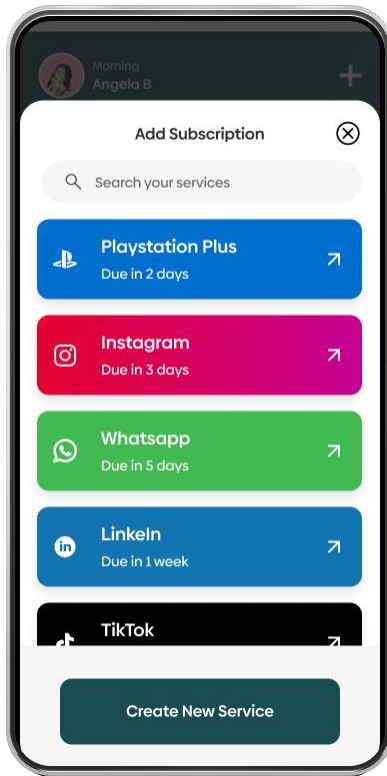 Morning
Angela B
Add Subscription
Search your services
Playstation Plus
Due in 2 days
Instagram
Due in 3 days
Whatsapp
Due in 5 days
LinkeIn
Due in 1 week
in
TikTok
Create New Service